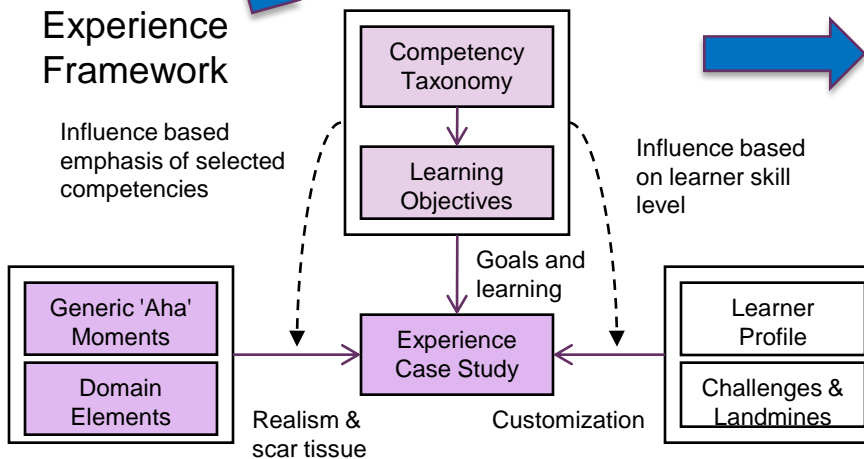 Experience
Framework
Competency
Taxonomy
Influence based
emphasis of selected
competencies
Learning
Objectives
Influence based
on learner skill
level
Goals and
learning
Generic 'Aha'
Moments
Domain
Elements
Experience
Case Study
Learner
Profile
Challenges &
Landmines
Realism &
scar tissue
Customization